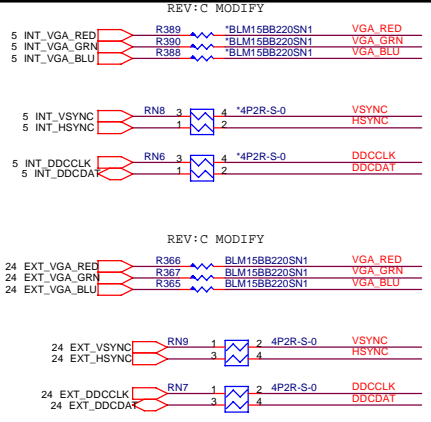 REV:C MODIFY
5 INT_VGA_RED R389 *BLM15BB220SN1 VGA_RED
5 INT_VGA_GRN R390 *BLM15BB220SN1 VGA_GRN
5 INT_VGA_BLU R388 *BLM15BB220SN1 VGA_BLU
5 INT_VSYNC RN8 3 4 *4P2R-S-0 VSYNC
5 INT_HSYNC 1 2 HSYNC
5 INT_DDCCLK RN6 3 4 *4P2R-S-0 DDCCLK
5 INT_DDCDAT 1 2 DDCDAT
REV:C MODIFY
24 EXT_VGA_RED R366 BLM15BB220SN1 VGA_RED
24 EXT_VGA_GRN R367 BLM15BB220SN1 VGA_GRN
24 EXT_VGA_BLU R365 BLM15BB220SN1 VGA_BLU
24 EXT_VSYNC RN9 1 2 4P2R-S-0 VSYNC
24 EXT_HSYNC 3 4 HSYNC
24 EXT_DDCCLK RN7 1 2 4P2R-S-0 DDCCLK
24 EXT_DDCDAT 3 4 DDCDAT